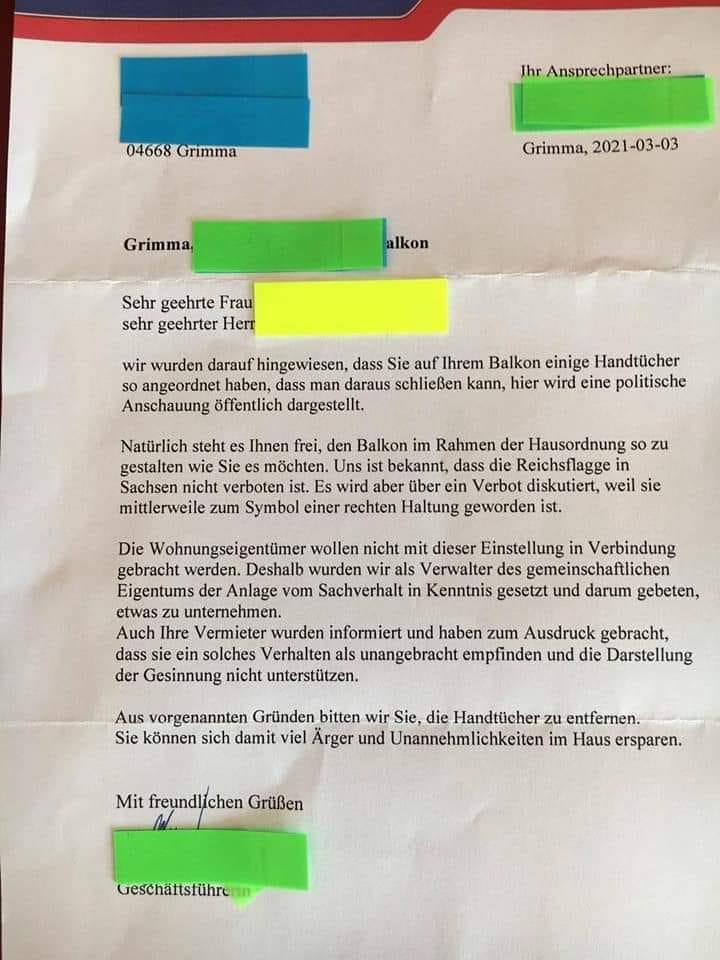 Ihr Ansprechpartner:
04668 Grimma
Grimma, 2021-03-03
Grimma, alkon
Sehr geehrte Frau
sehr geehrter Herr
wir wurden darauf hingewiesen, dass Sie auf Ihrem Balkon einige Handtücher
so angeordnet haben, dass man daraus schließen kann, hier wird eine politische
Anschauung öffentlich dargestellt.
Natürlich steht es Ihnen frei, den Balkon im Rahmen der Hausordnung so zu
gestalten wie Sie es möchten. Uns ist bekannt, dass die Reichsflagge in
Sachsen nicht verboten ist. Es wird aber über ein Verbot diskutiert, weil sie
mittlerweile zum Symbol einer rechten Haltung geworden ist.
Die Wohnungseigentümer wollen nicht mit dieser Einstellung in Verbindung
gebracht werden. Deshalb wurden wir als Verwalter des gemeinschaftlichen
Eigentums der Anlage vom Sachverhalt in Kenntnis gesetzt und darum gebeten,
etwas zu unternehmen.
Auch Ihre Vermieter wurden informiert und haben zum Ausdruck gebracht,
dass sie ein solches Verhalten als unangebracht empfinden und die Darstellung
der Gesinnung nicht unterstützen.
Aus vorgenannten Gründen bitten wir Sie, die Handtücher zu entfernen.
Sie können sich damit viel Ärger und Unannehmlichkeiten im Haus ersparen.
Mit freundlichen Grüßen
Geschäftsführerin